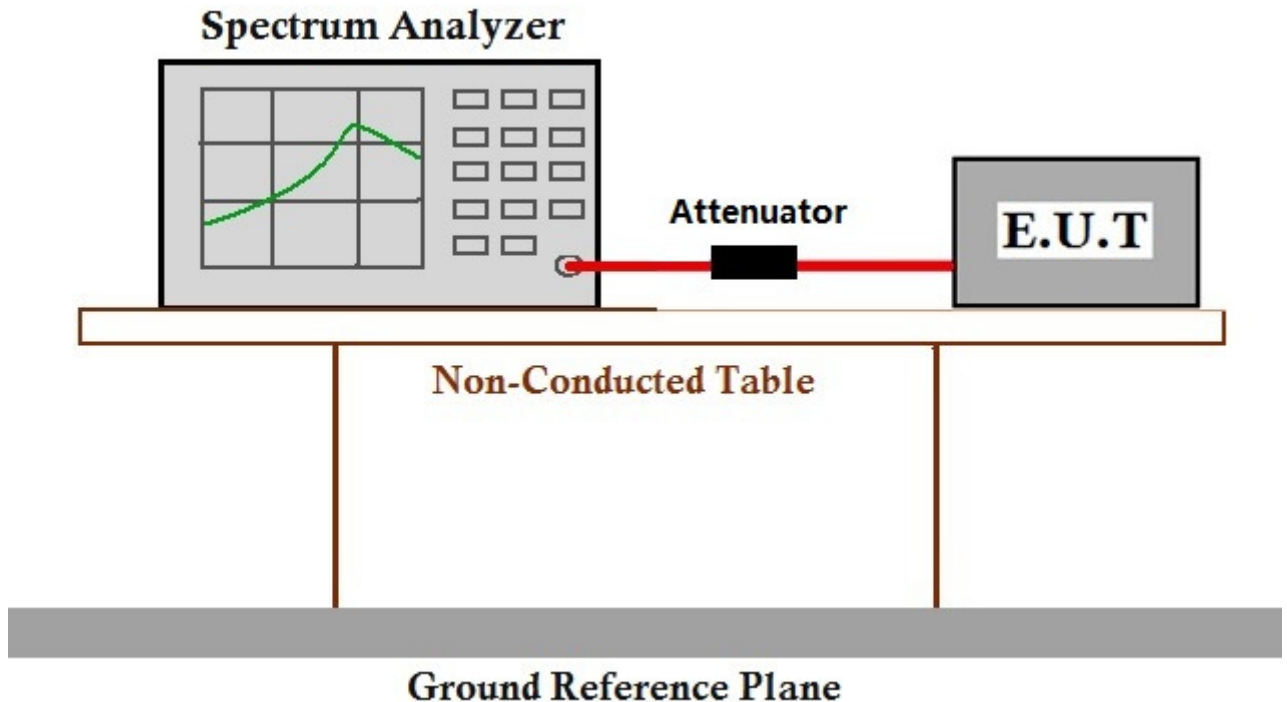 Spectrum Analyzer
Attenuator
E.U.T
Non-Conducted Table
Ground Reference Plane